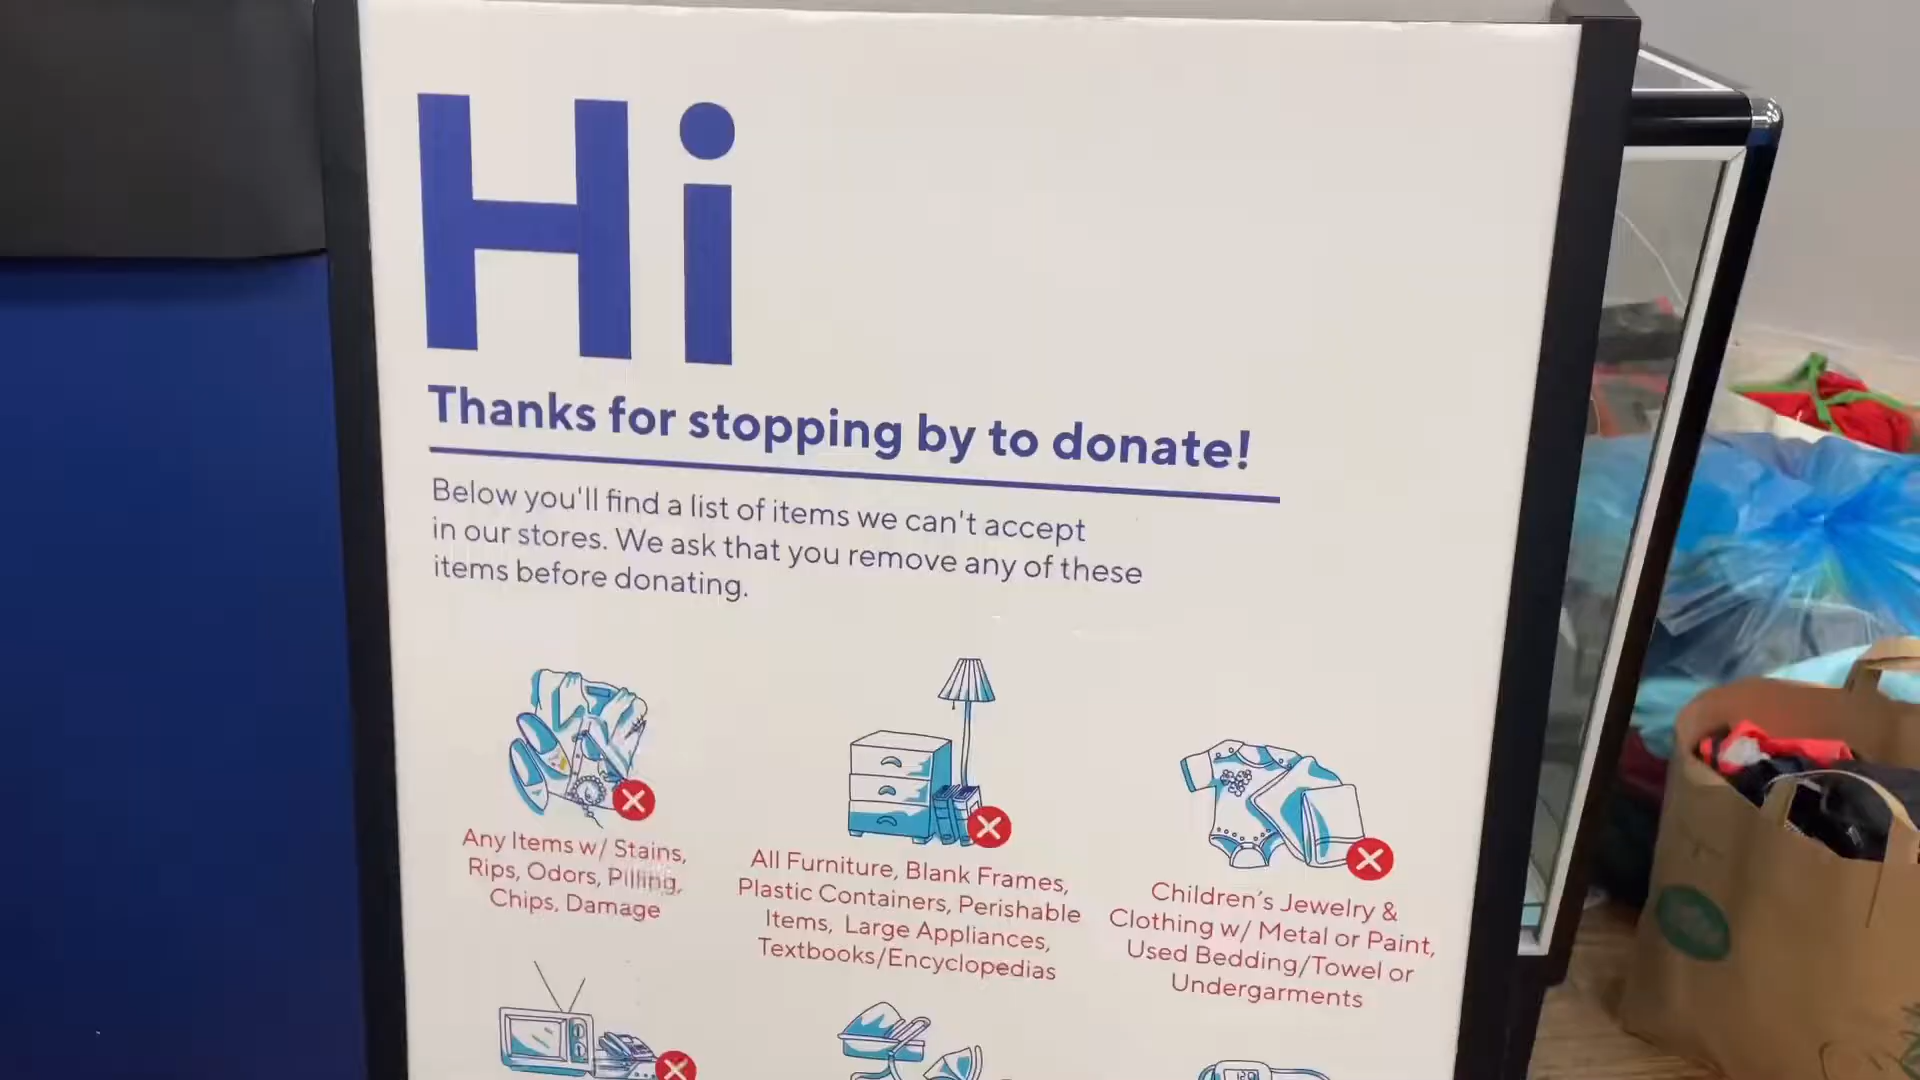 Hi
Thanks for stopping by to donate!
Below you'll find a list of items we can't accept
in our stores. We ask that you remove any of these
items before donating.
Any Items w/ Stains,
Rips, Odors, Pilling,
Chips, Damage
All Furniture, Blank Frames,
Plastic Containers, Perishable
Items, Large Appliances,
Textbooks/Encyclopedias
Children's Jewelry &
Clothing w/ Metal or Paint,
Used Bedding/Towel or
Undergarments